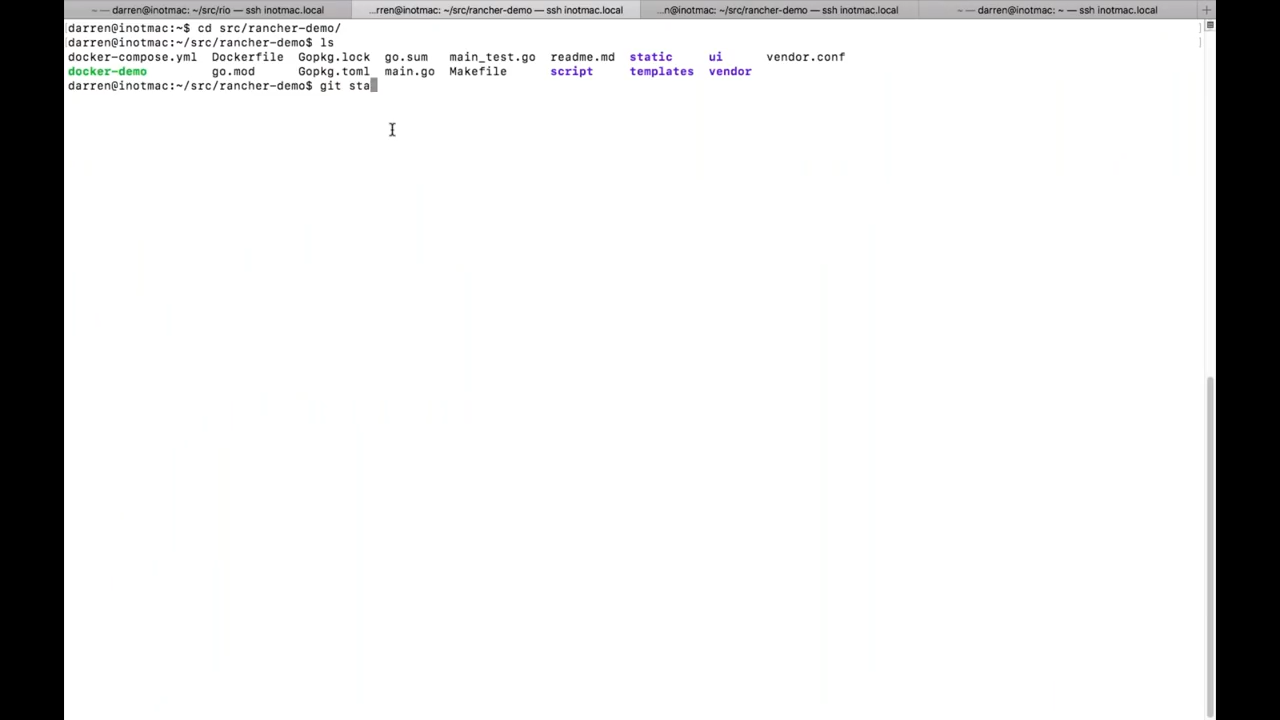 ~ — darren@inotmac: ~/src/rio — ssh inotmac.local
...rren@inotmac: ~/src/rancher-demo — ssh inotmac.local
...n@inotmac: ~/src/rancher-demo — ssh inotmac.local
~ — darren@inotmac: ~ — ssh inotmac.local
+
[darren@inotmac:~$ cd src/rancher-demo/ ]
[darren@inotmac:~/src/rancher-demo$ ls ]
docker-compose.yml Dockerfile Gopkg.lock go.sum main_test.go readme.md static ui vendor.conf
docker-demo go.mod Gopkg.toml main.go Makefile script templates vendor
darren@inotmac:~/src/rancher-demo$ git sta